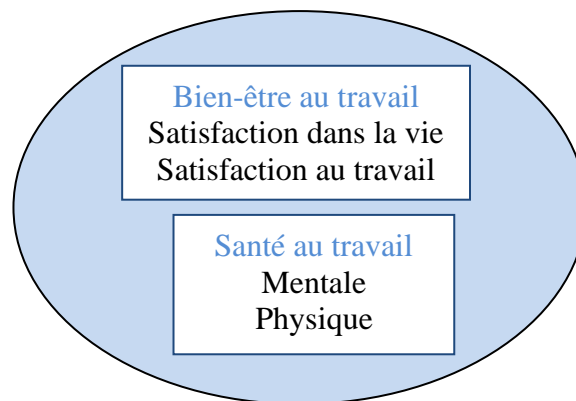 Bien-être au travail
Satisfaction dans la vie
Satisfaction au travail
Santé au travail
Mentale
Physique